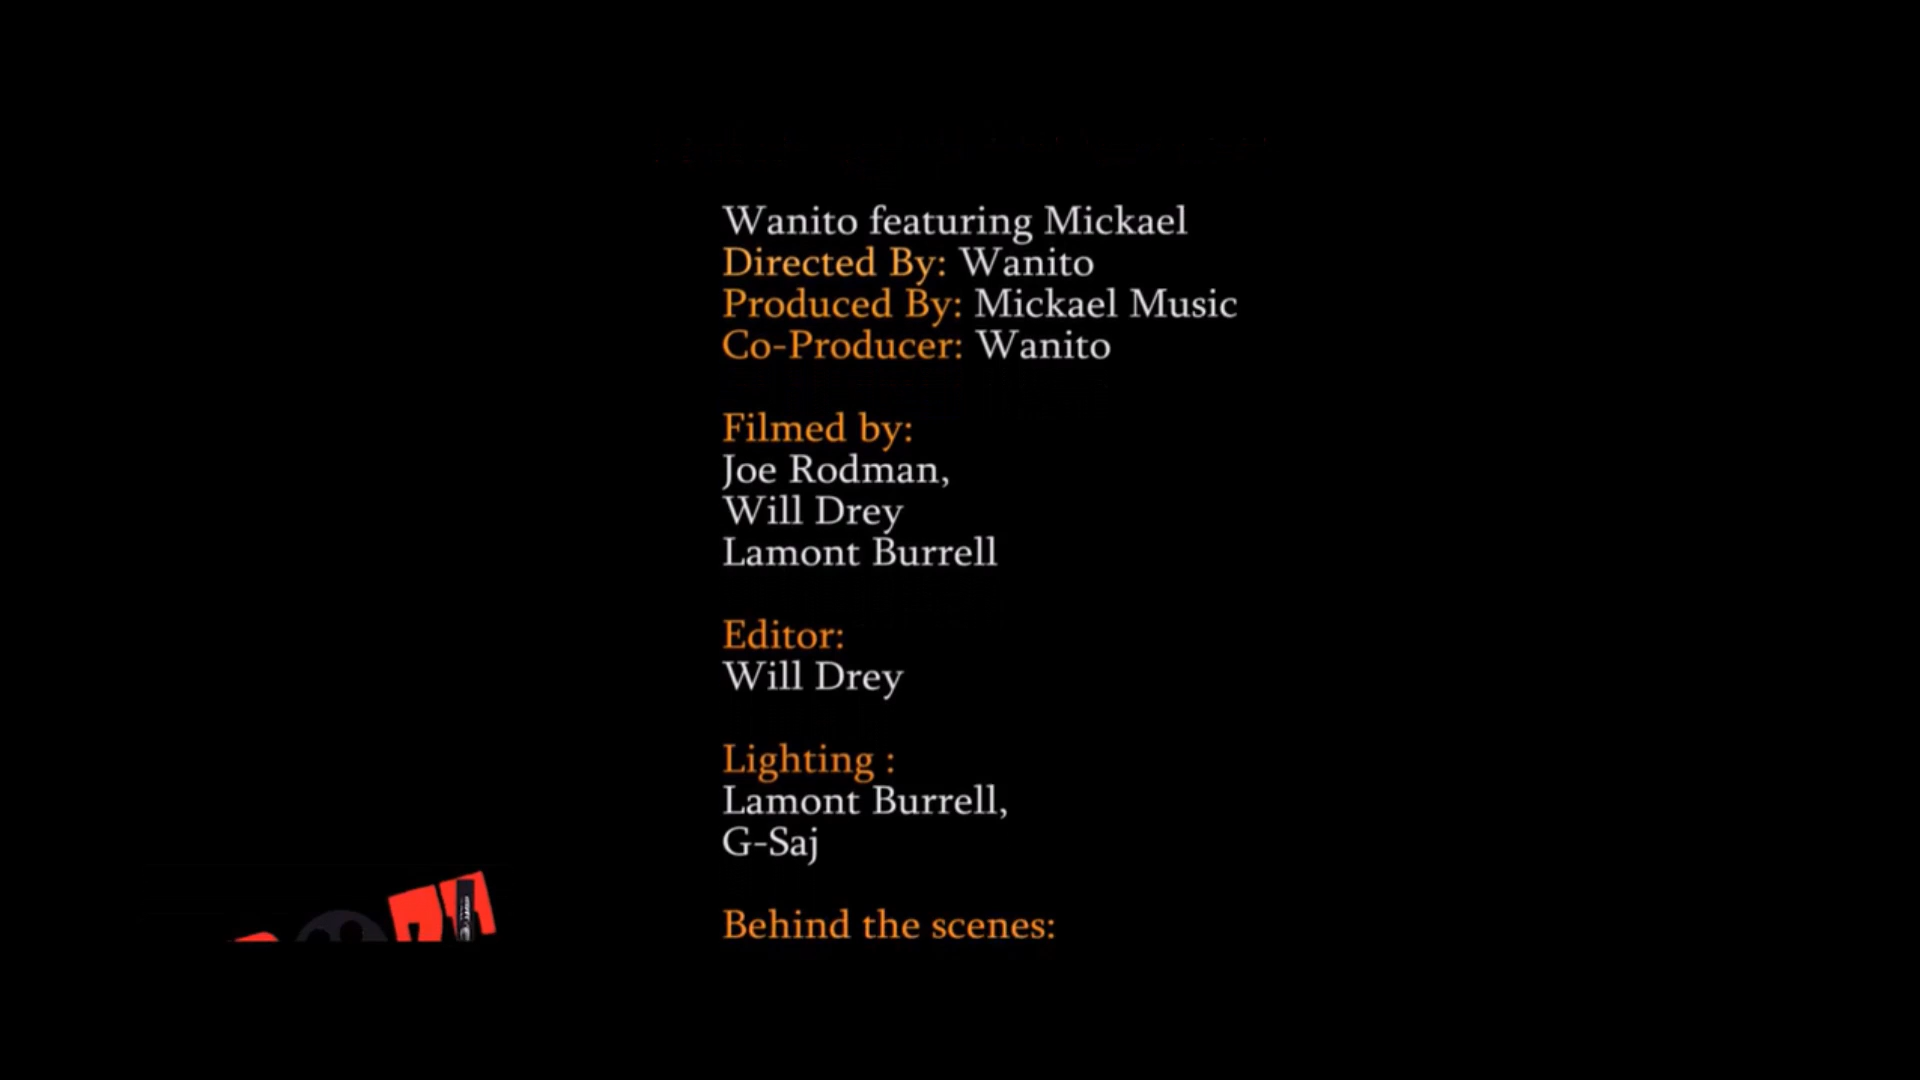 Wanito featuring Mickael
Directed By: Wanito
Produced By: Mickael Music
Co-Producer: Wanito
Filmed by:
Joe Rodman,
Will Drey
Lamont Burrell
Editor:
Will Drey
Lighting :
Lamont Burrell,
G-Saj
Behind the scenes: